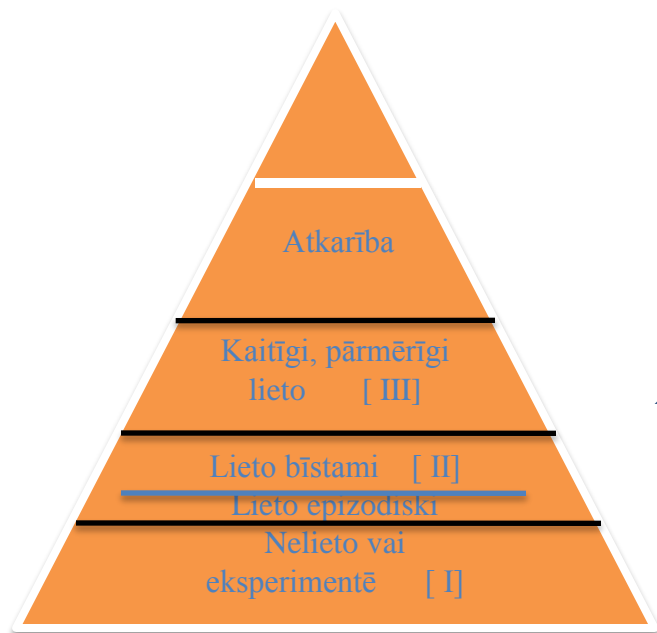 Atkarība
Kaitīgi, pārmērīgi
lieto [ III]
Lieto bīstami [ II]
Lieto epizodiski
Nelieto vai
eksperimentē [ I]